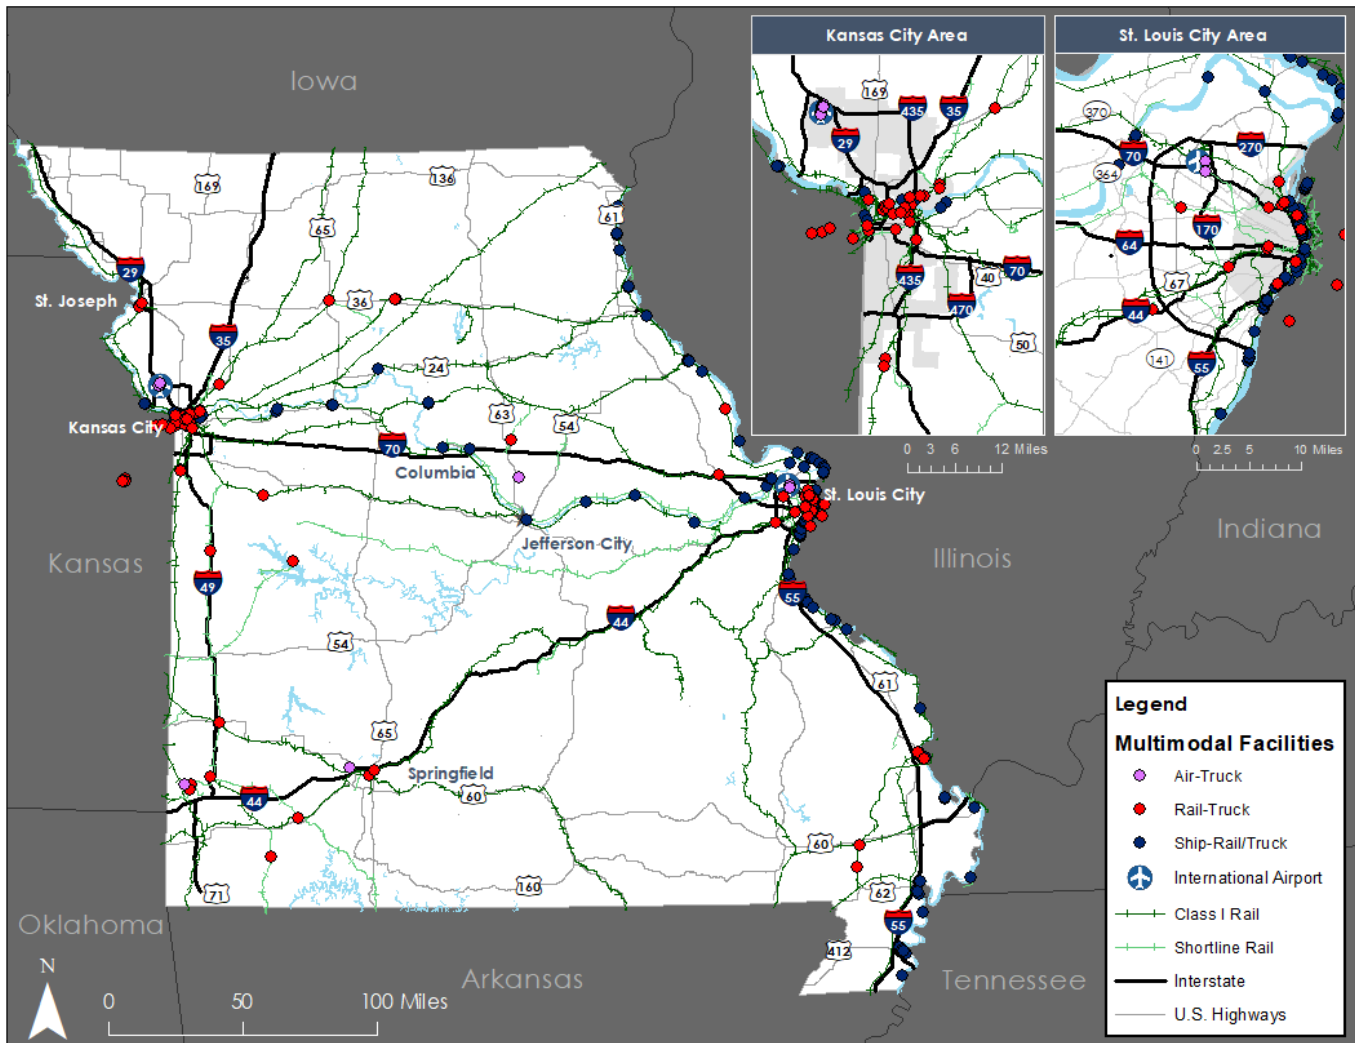 Kansas City Area
St. Louis City Area
169
435
35
29
435
70
40
470
50
0 3 6 12 Miles
370
70
270
364
170
64
67
44
141
55
0 2.5 5 10 Miles
Iowa
169
136
61
65
29
St. Joseph
36
35
24
63
54
Kansas City
70
Columbia
St. Louis City
Jefferson City
Kansas
Illinois
Indiana
49
55
44
54
61
65
Springfield
44
60
60
160
62
71
55
412
Oklahoma
Arkansas
Tennessee
N
0 50 100 Miles
Legend
Multimodal Facilities
Air-Truck
Rail-Truck
Ship-Rail/Truck
International Airport
Class I Rail
Shortline Rail
Interstate
U.S. Highways